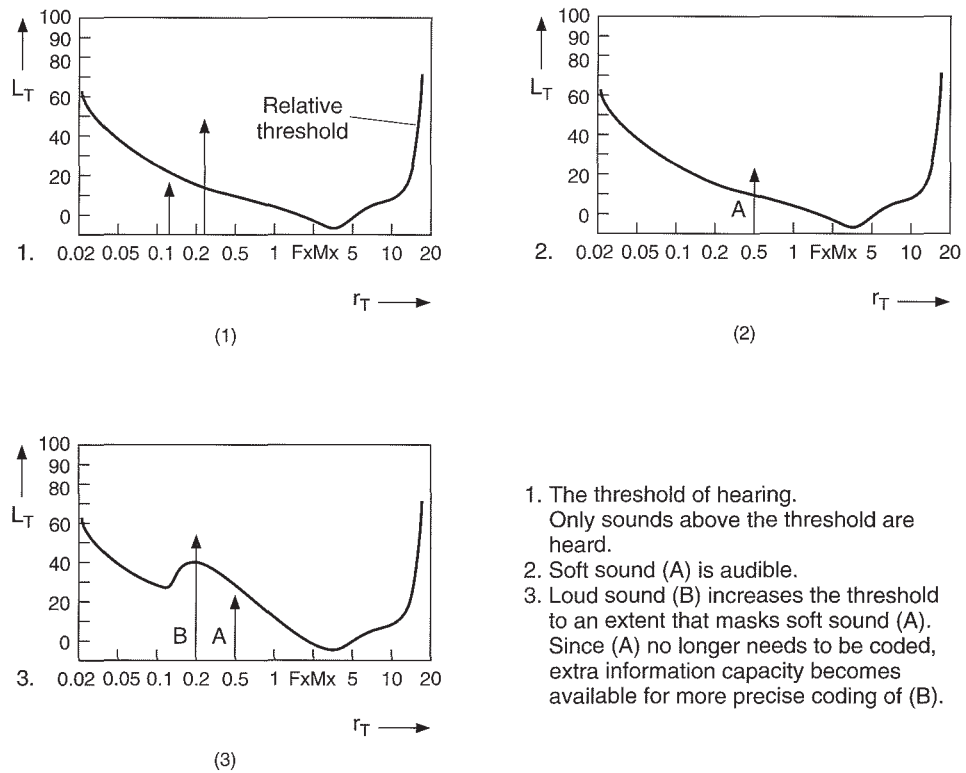 100
90
80
60
40
20
0
L_T
Relative
threshold
1. 0.02 0.05 0.1 0.2 0.5 1 FxMx 5 10 20
r_T
(1)
100
90
80
60
40
20
0
L_T
A
2. 0.02 0.05 0.1 0.2 0.5 1 FxMx 5 10 20
r_T
(2)
100
90
80
60
40
20
0
L_T
B A
3. 0.02 0.05 0.1 0.2 0.5 1 FxMx 5 10 20
r_T
(3)
1. The threshold of hearing.
Only sounds above the threshold are
heard.
2. Soft sound (A) is audible.
3. Loud sound (B) increases the threshold
to an extent that masks soft sound (A).
Since (A) no longer needs to be coded,
extra information capacity becomes
available for more precise coding of (B).